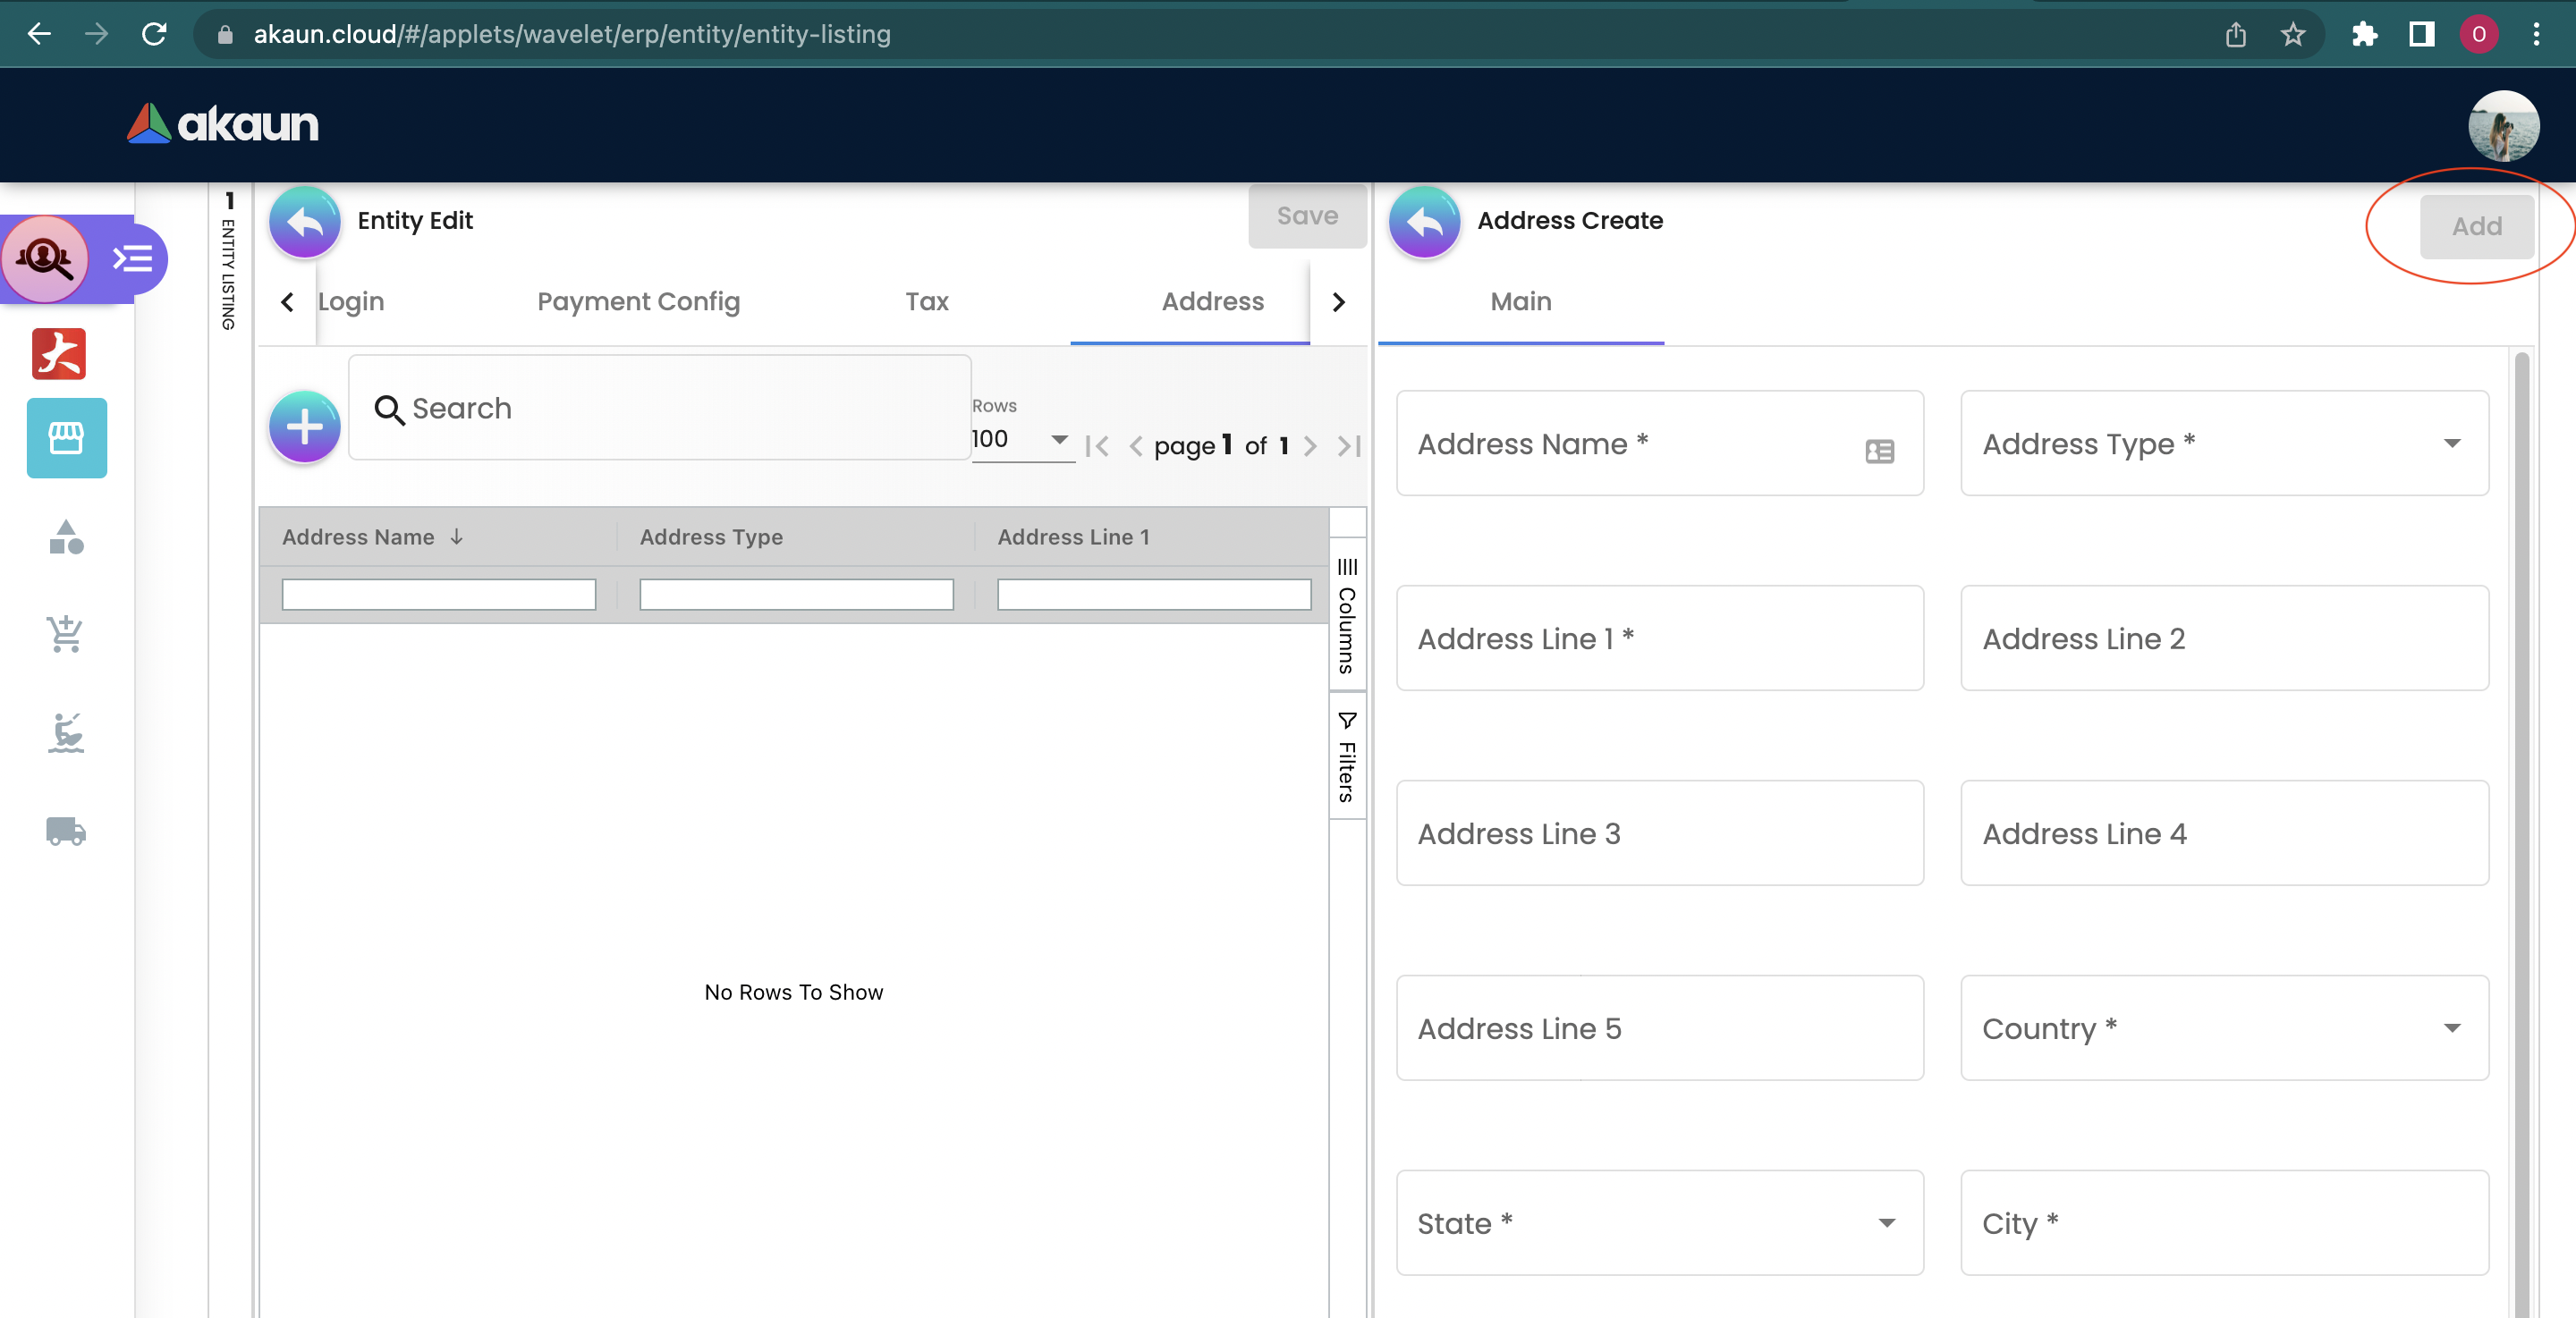 akaun.cloud/#/applets/wavelet/erp/entity/entity-listing
O
akaun
1
ENTITY LISTING
Entity Edit
Save
Login
Payment Config
Tax
Address
Search
Rows
100
page 1 of 1
Address Name
Address Type
Address Line 1
Columns
Filters
No Rows To Show
Address Create
Add
Main
Address Name *
Address Type *
Address Line 1 *
Address Line 2
Address Line 3
Address Line 4
Address Line 5
Country *
State *
City *